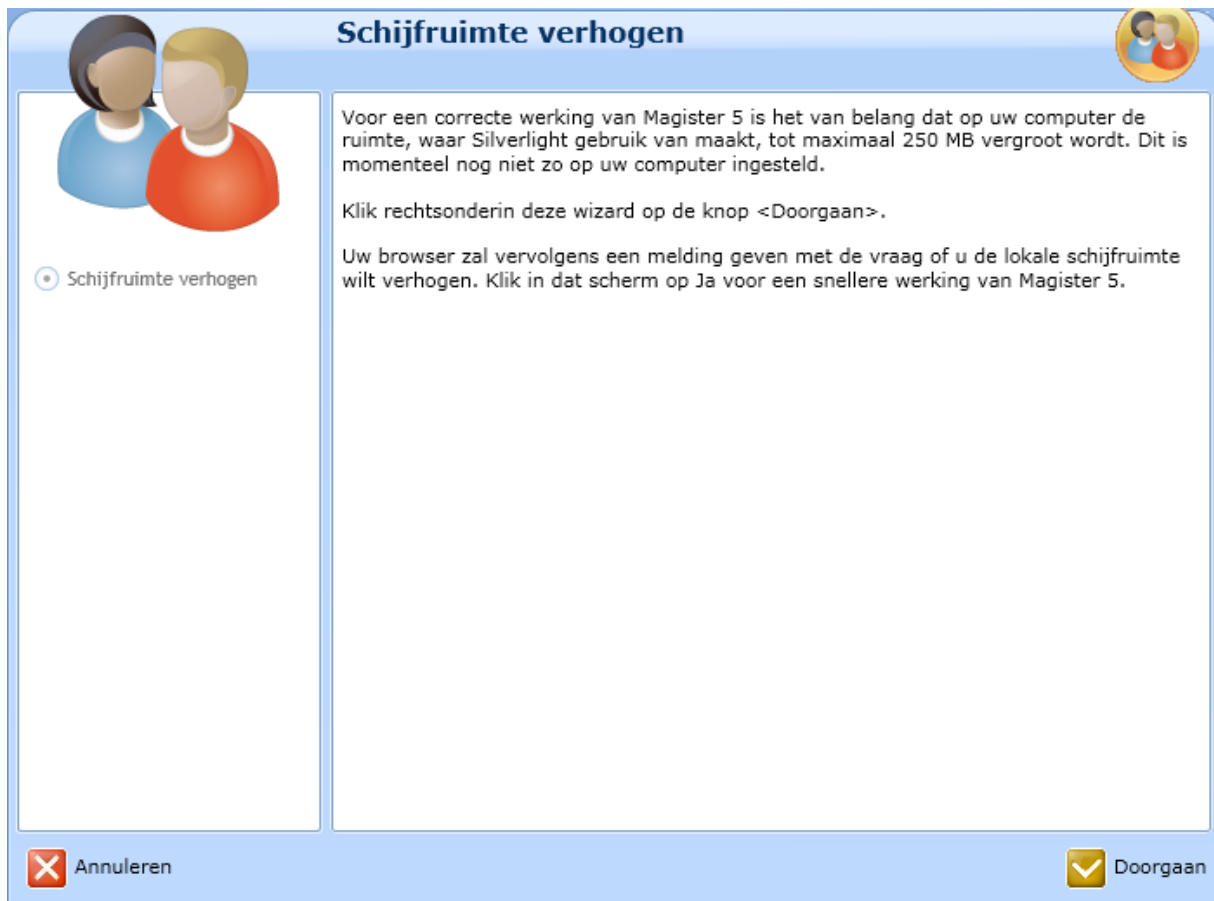 Schijfruimte verhogen
Voor een correcte werking van Magister 5 is het van belang dat op uw computer de
ruimte, waar Silverlight gebruik van maakt, tot maximaal 250 MB vergroot wordt. Dit is
momenteel nog niet zo op uw computer ingesteld.
Klik rechtsonderin deze wizard op de knop <Doorgaan>.
Uw browser zal vervolgens een melding geven met de vraag of u de lokale schijfruimte
wilt verhogen. Klik in dat scherm op Ja voor een snellere werking van Magister 5.
Schijfruimte verhogen
Annuleren
Doorgaan